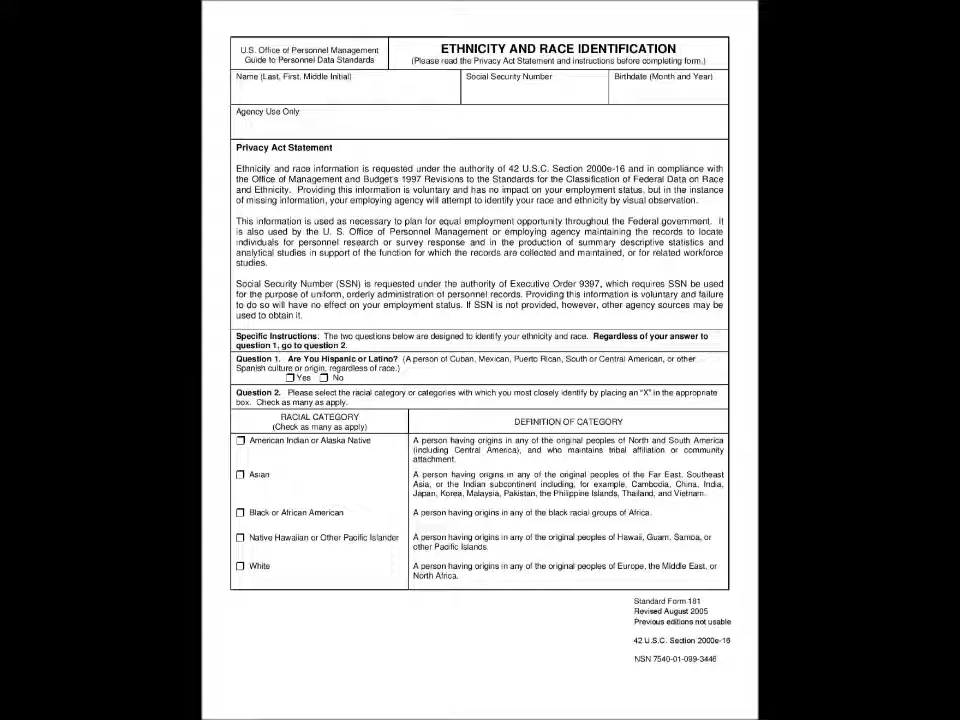 U.S. Office of Personnel Management
Guide to Personnel Data Standards
ETHNICITY AND RACE IDENTIFICATION
(Please read the Privacy Act Statement and instructions before completing form.)
Name (Last, First, Middle Initial)
Social Security Number
Birthdate (Month and Year)
Agency Use Only
Privacy Act Statement
Ethnicity and race information is requested under the authority of 42 U.S.C. Section 2000e-16 and in compliance with
the Office of Management and Budget's 1997 Revisions to the Standards for the Classification of Federal Data on Race
and Ethnicity. Providing this information is voluntary and has no impact on your employment status, but in the instance
of missing information, your employing agency will attempt to identify your race and ethnicity by visual observation.
This information is used as necessary to plan for equal employment opportunity throughout the Federal government. It
is also used by the U. S. Office of Personnel Management or employing agency maintaining the records to locate
individuals for personnel research or survey response and in the production of summary descriptive statistics and
analytical studies in support of the function for which the records are collected and maintained, or for related workforce
studies.
Social Security Number (SSN) is requested under the authority of Executive Order 9397, which requires SSN be used
for the purpose of uniform, orderly administration of personnel records. Providing this information is voluntary and failure
to do so will have no effect on your employment status. If SSN is not provided, however, other agency sources may be
used to obtain it.
Specific Instructions: The two questions below are designed to identify your ethnicity and race. Regardless of your answer to
question 1, go to question 2.
Question 1. Are You Hispanic or Latino? (A person of Cuban, Mexican, Puerto Rican, South or Central American, or other
Spanish culture or origin, regardless of race.)
Yes No
Question 2. Please select the racial category or categories with which you most closely identify by placing an "X" in the appropriate
box. Check as many as apply.
RACIAL CATEGORY
(Check as many as apply)
DEFINITION OF CATEGORY
American Indian or Alaska Native
A person having origins in any of the original peoples of North and South America
(including Central America), and who maintains tribal affiliation or community
attachment.
Asian
A person having origins in any of the original peoples of the Far East, Southeast
Asia, or the Indian subcontinent including, for example, Cambodia, China, India,
Japan, Korea, Malaysia, Pakistan, the Philippine Islands, Thailand, and Vietnam.
Black or African American
A person having origins in any of the black racial groups of Africa.
Native Hawaiian or Other Pacific Islander
A person having origins in any of the original peoples of Hawaii, Guam, Samoa, or
other Pacific Islands.
White
A person having origins in any of the original peoples of Europe, the Middle East, or
North Africa.
Standard Form 181
Revised August 2005
Previous editions not usable
42 U.S.C. Section 2000e-16
NSN 7540-01-099-3446